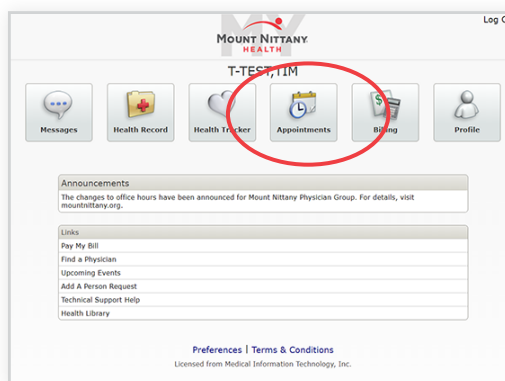 Log
MY
MOUNT NITTANY
HEALTH
T-TEST,TIM
Messages
Health Record
Health Tracker
Appointments
Billing
Profile
Announcements
The changes to office hours have been announced for Mount Nittany Physician Group. For details, visit
mountnittany.org.
Links
Pay My Bill
Find a Physician
Upcoming Events
Add A Person Request
Technical Support Help
Health Library
Preferences | Terms & Conditions
Licensed from Medical Information Technology, Inc.